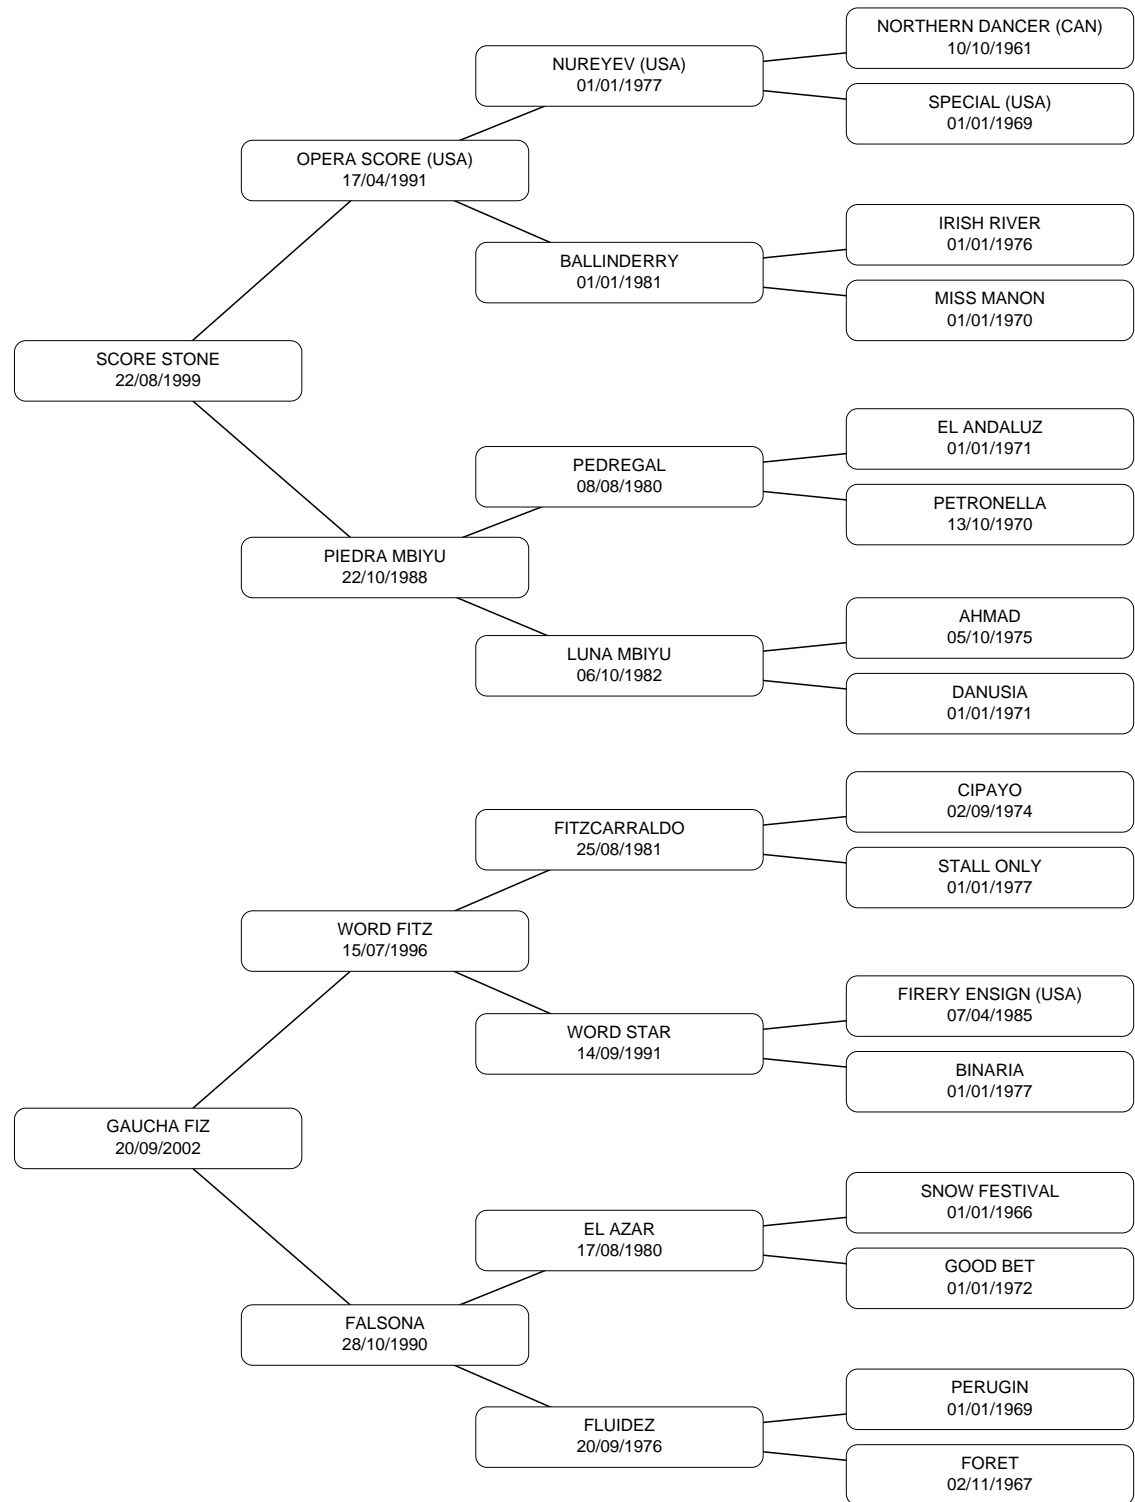 NORTHERN DANCER (CAN)
10/10/1961
NUREYEV (USA)
01/01/1977
SPECIAL (USA)
01/01/1969
OPERA SCORE (USA)
17/04/1991
IRISH RIVER
01/01/1976
BALLINDERRY
01/01/1981
MISS MANON
01/01/1970
SCORE STONE
22/08/1999
EL ANDALUZ
01/01/1971
PEDREGAL
08/08/1980
PETRONELLA
13/10/1970
PIEDRA MBIYU
22/10/1988
AHMAD
05/10/1975
LUNA MBIYU
06/10/1982
DANUSIA
01/01/1971
CIPAYO
02/09/1974
FITZCARRALDO
25/08/1981
STALL ONLY
01/01/1977
WORD FITZ
15/07/1996
FIRERY ENSIGN (USA)
07/04/1985
WORD STAR
14/09/1991
BINARIA
01/01/1977
GAUCHA FIZ
20/09/2002
SNOW FESTIVAL
01/01/1966
EL AZAR
17/08/1980
GOOD BET
01/01/1972
FALSONA
28/10/1990
PERUGIN
01/01/1969
FLUIDEZ
20/09/1976
FORET
02/11/1967